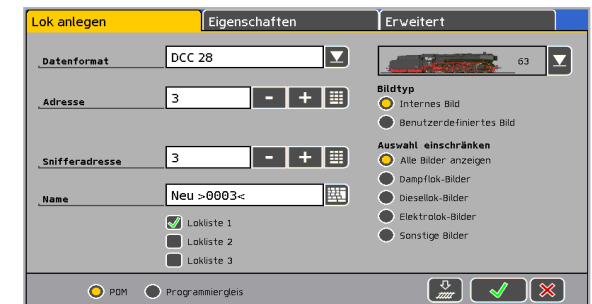 Lok anlegen Eigenschaften Erweitert
Datenformat DCC 28
63
Adresse 3 - +
Bildtyp
Internes Bild
Benutzerdefiniertes Bild
Snifferadresse 3 - +
Auswahl einschränken
Alle Bilder anzeigen
Dampflok-Bilder
Name Neu >0003<
Diesellok-Bilder
Elektrolok-Bilder
Sonstige Bilder
Lokliste 1
Lokliste 2
Lokliste 3
POM Programmiergleis